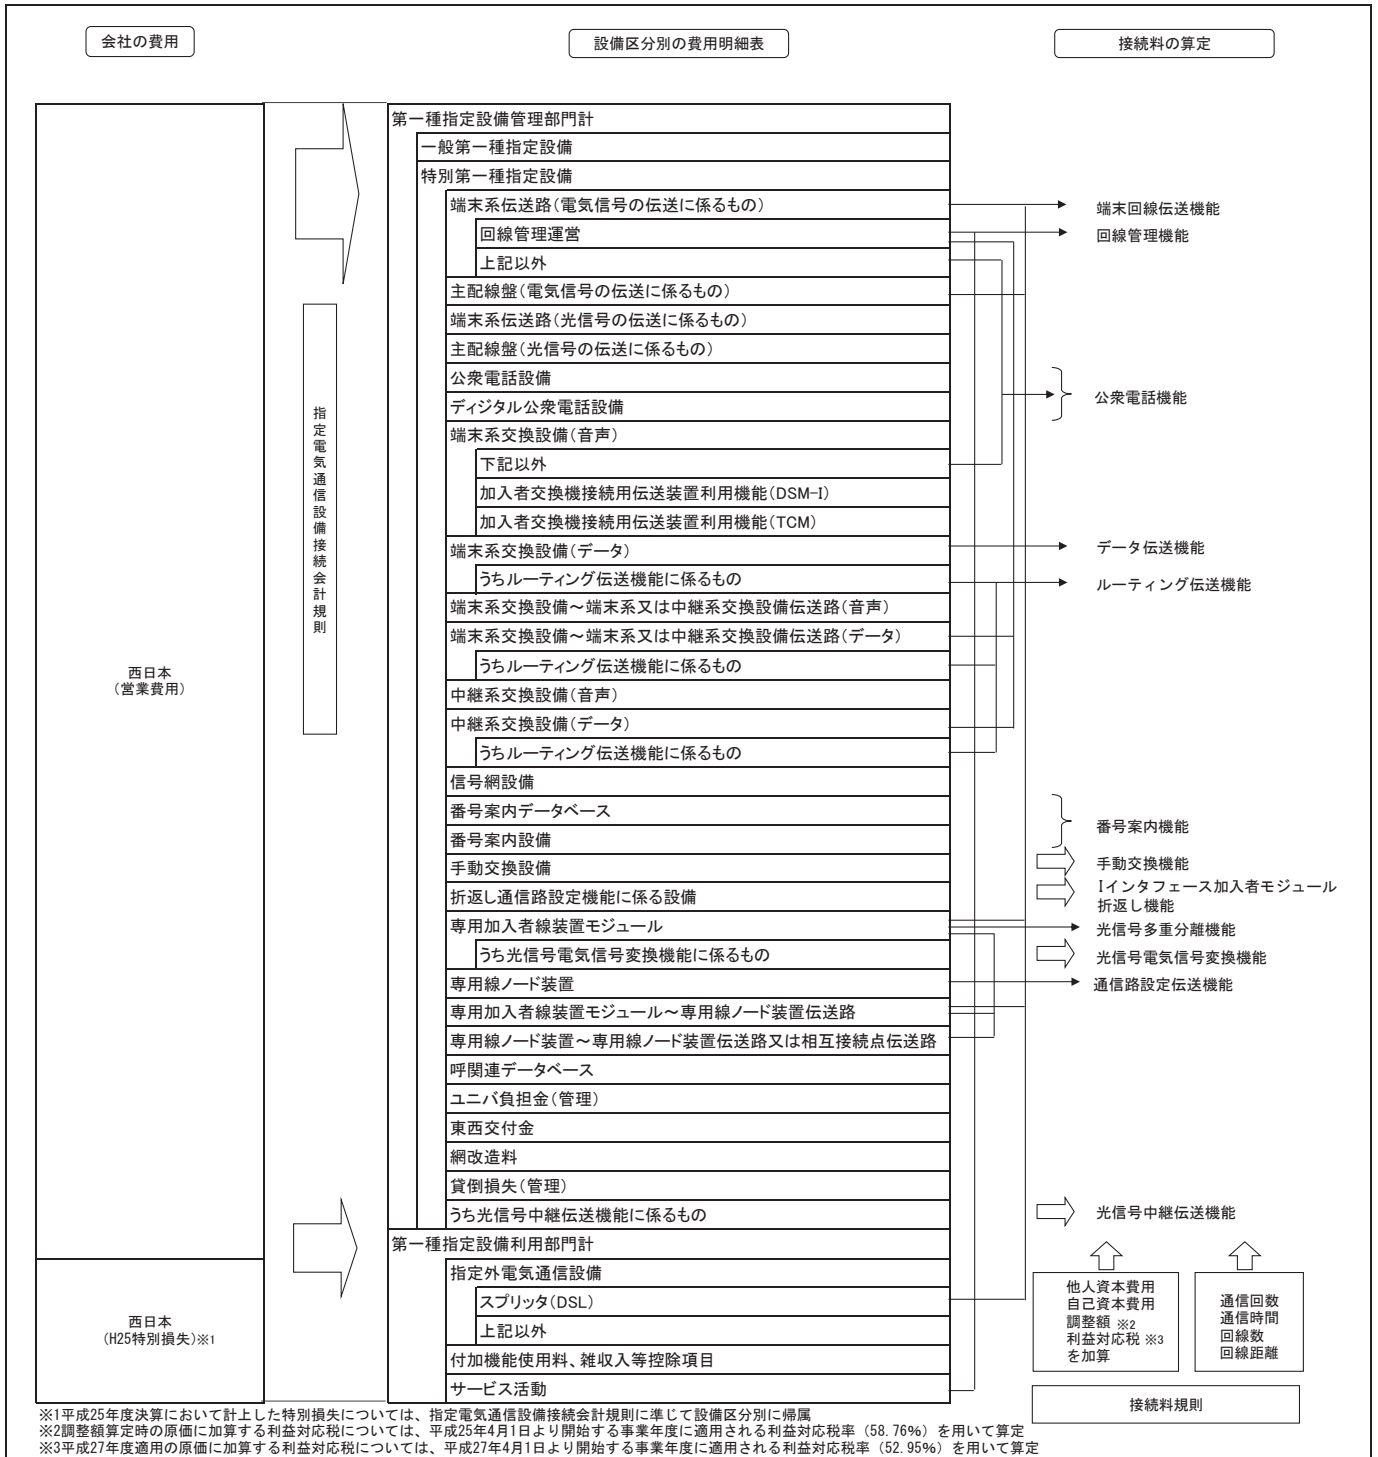 会社の費用
設備区分別の費用明細表
接続料の算定
西日本
(営業費用)
西日本
(H25特別損失)※1
指定電気通信設備接続会計規則
第一種指定設備管理部門計
一般第一種指定設備
特別第一種指定設備
端末系伝送路(電気信号の伝送に係るもの)
回線管理運営
上記以外
主配線盤(電気信号の伝送に係るもの)
端末系伝送路(光信号の伝送に係るもの)
主配線盤(光信号の伝送に係るもの)
公衆電話設備
ディジタル公衆電話設備
端末系交換設備(音声)
下記以外
加入者交換機接続用伝送装置利用機能(DSM-I)
加入者交換機接続用伝送装置利用機能(TCM)
端末系交換設備(データ)
うちルーティング伝送機能に係るもの
端末系交換設備～端末系又は中継系交換設備伝送路(音声)
端末系交換設備～端末系又は中継系交換設備伝送路(データ)
うちルーティング伝送機能に係るもの
中継系交換設備(音声)
中継系交換設備(データ)
うちルーティング伝送機能に係るもの
信号網設備
番号案内データベース
番号案内設備
手動交換設備
折返し通信路設定機能に係る設備
専用加入者線装置モジュール
うち光信号電気信号変換機能に係るもの
専用線ノード装置
専用加入者線装置モジュール～専用線ノード装置伝送路
専用線ノード装置～専用線ノード装置伝送路又は相互接続点伝送路
呼関連データベース
ユニバ負担金(管理)
東西交付金
網改造料
貸倒損失(管理)
うち光信号中継伝送機能に係るもの
第一種指定設備利用部門計
指定外電気通信設備
スプリッタ(DSL)
上記以外
付加機能使用料、雑収入等控除項目
サービス活動
端末回線伝送機能
回線管理機能
公衆電話機能
データ伝送機能
ルーティング伝送機能
番号案内機能
手動交換機能
Iインタフェース加入者モジュール
折返し機能
光信号多重分離機能
光信号電気信号変換機能
通信路設定伝送機能
光信号中継伝送機能
他人資本費用
自己資本費用
調整額 ※2
利益対応税 ※3
を加算
通信回数
通信時間
回線数
回線距離
接続料規則
※1平成25年度決算において計上した特別損失については、指定電気通信設備接続会計規則に準じて設備区分別に帰属
※2調整額算定時の原価に加算する利益対応税については、平成25年4月1日より開始する事業年度に適用される利益対応税率(58.76%)を用いて算定
※3平成27年度適用の原価に加算する利益対応税については、平成27年4月1日より開始する事業年度に適用される利益対応税率(52.95%)を用いて算定